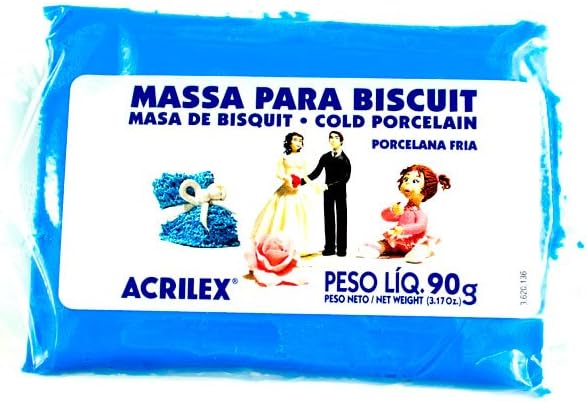 MASSA PARA BISCUIT
MASA DE BISQUIT • COLD PORCELAIN
PORCELANA FRIA
ACRILEX®
PESO LÍQ. 90g
PESO NETO / NET WEIGHT (3.17 Oz.)
3.620.136